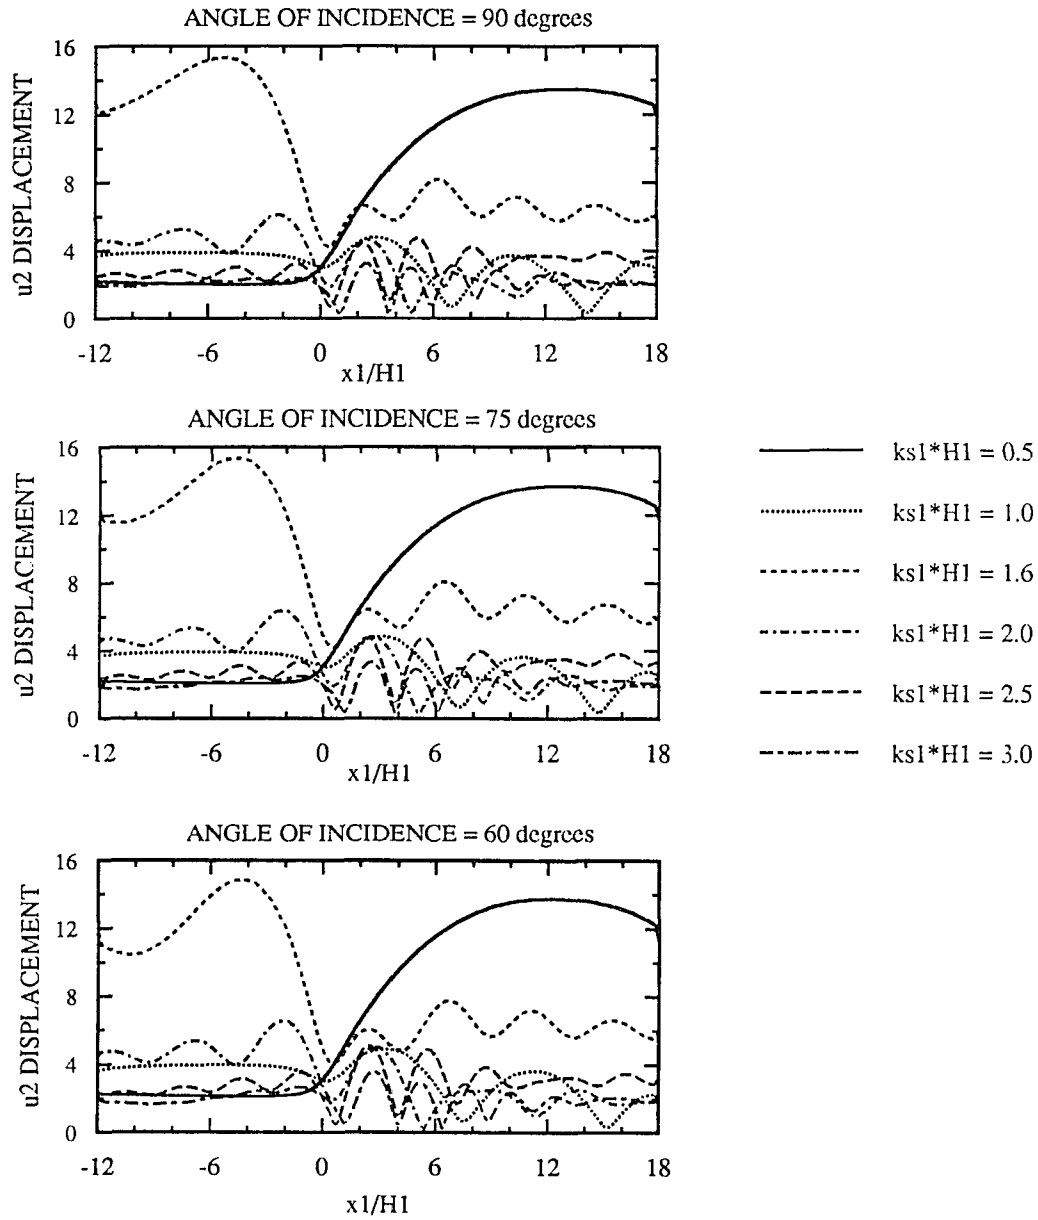 ANGLE OF INCIDENCE = 90 degrees
16
12
8
4
0
u2 DISPLACEMENT
-12 -6 0 6 12 18
x1/H1
ANGLE OF INCIDENCE = 75 degrees
16
12
8
4
0
u2 DISPLACEMENT
-12 -6 0 6 12 18
x1/H1
ks1*H1 = 0.5
ks1*H1 = 1.0
ks1*H1 = 1.6
ks1*H1 = 2.0
ks1*H1 = 2.5
ks1*H1 = 3.0
ANGLE OF INCIDENCE = 60 degrees
16
12
8
4
0
u2 DISPLACEMENT
-12 -6 0 6 12 18
x1/H1